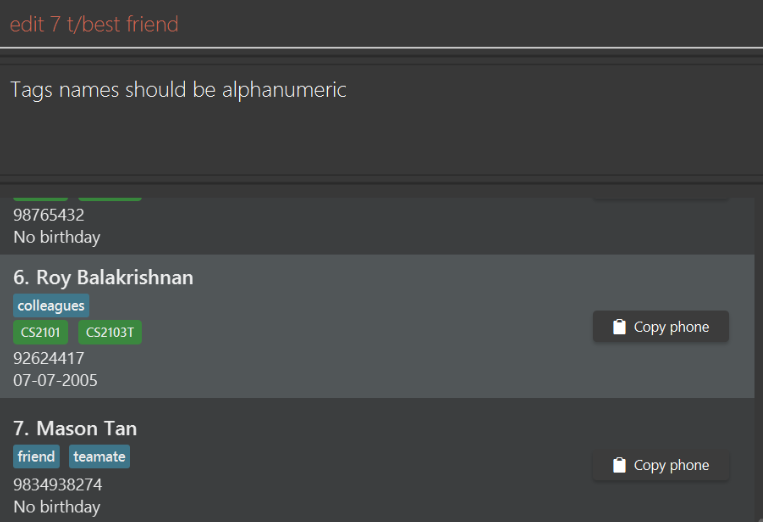 edit 7 t/best friend
Tags names should be alphanumeric
98765432
No birthday
6. Roy Balakrishnan
colleagues
CS2101 CS2103T
Copy phone
92624417
07-07-2005
7. Mason Tan
friend teamate
Copy phone
9834938274
No birthday